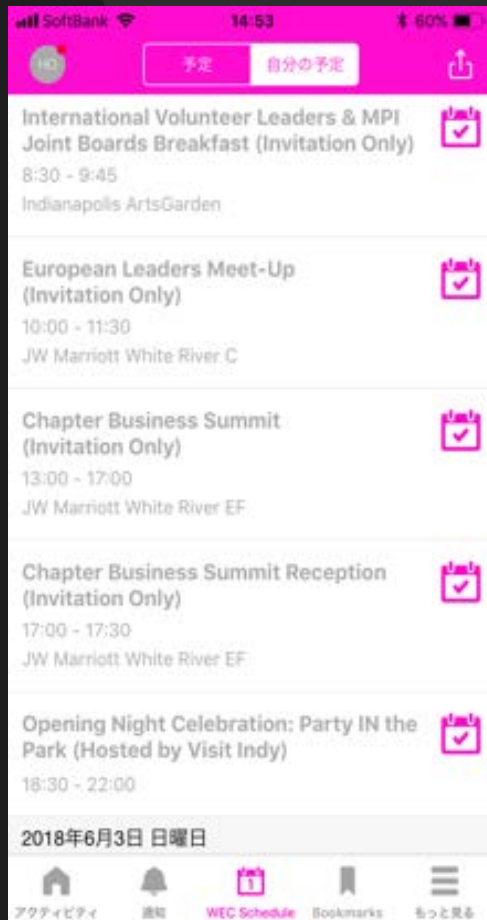 SoftBank 14:53 60%
HO 予定 自分の予定
International Volunteer Leaders & MPI
Joint Boards Breakfast (Invitation Only)
8:30 - 9:45
Indianapolis ArtsGarden
European Leaders Meet-Up
(Invitation Only)
10:00 - 11:30
JW Marriott White River C
Chapter Business Summit
(Invitation Only)
13:00 - 17:00
JW Marriott White River EF
Chapter Business Summit Reception
(Invitation Only)
17:00 - 17:30
JW Marriott White River EF
Opening Night Celebration: Party IN the
Park (Hosted by Visit Indy)
18:30 - 22:00
2018年6月3日 日曜日
1
アクティビティ 通知 WEC Schedule Bookmarks もっと見る